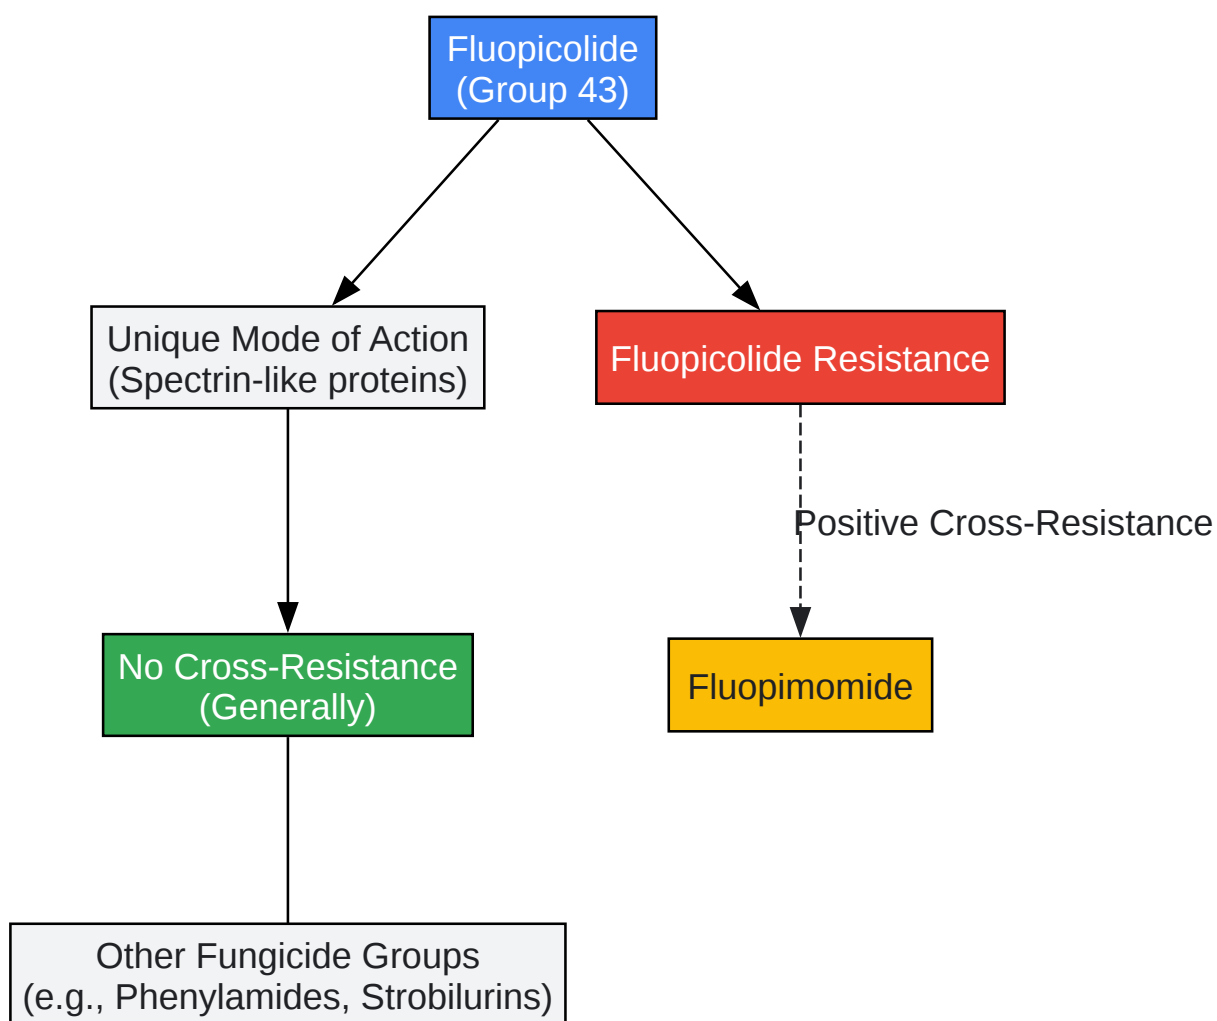 Fluopicolide
(Group 43)
Unique Mode of Action
(Spectrin-like proteins)
Fluopicolide Resistance
Positive Cross-Resistance
No Cross-Resistance
(Generally)
Fluopimomide
Other Fungicide Groups
(e.g., Phenylamides, Strobilurins)